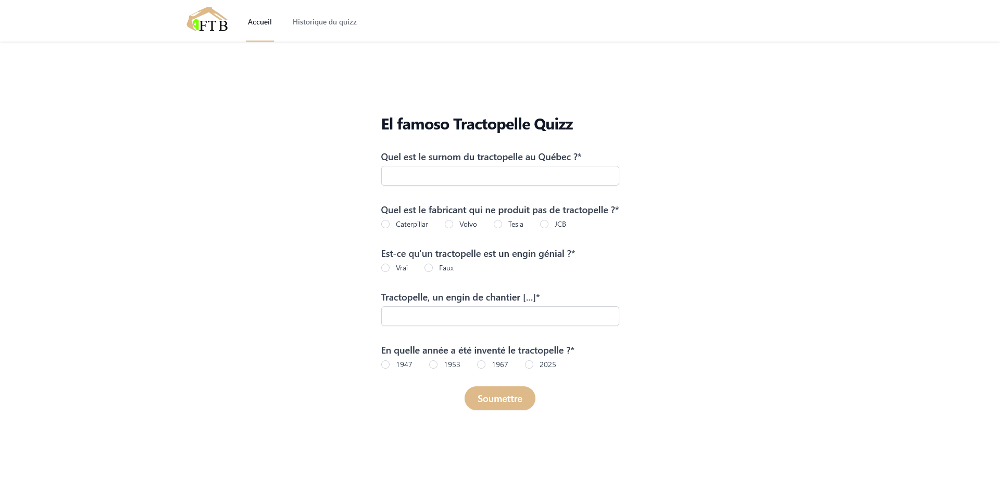 FTB
Accueil
Historique du quizz
El famoso Tractopelle Quizz
Quel est le surnom du tractopelle au Québec ?*
Quel est le fabricant qui ne produit pas de tractopelle ?*
Caterpillar Volvo Tesla JCB
Est-ce qu'un tractopelle est un engin génial ?*
Vrai Faux
Tractopelle, un engin de chantier [...]*
En quelle année a été inventé le tractopelle ?*
1947 1953 1967 2025
Soumettre